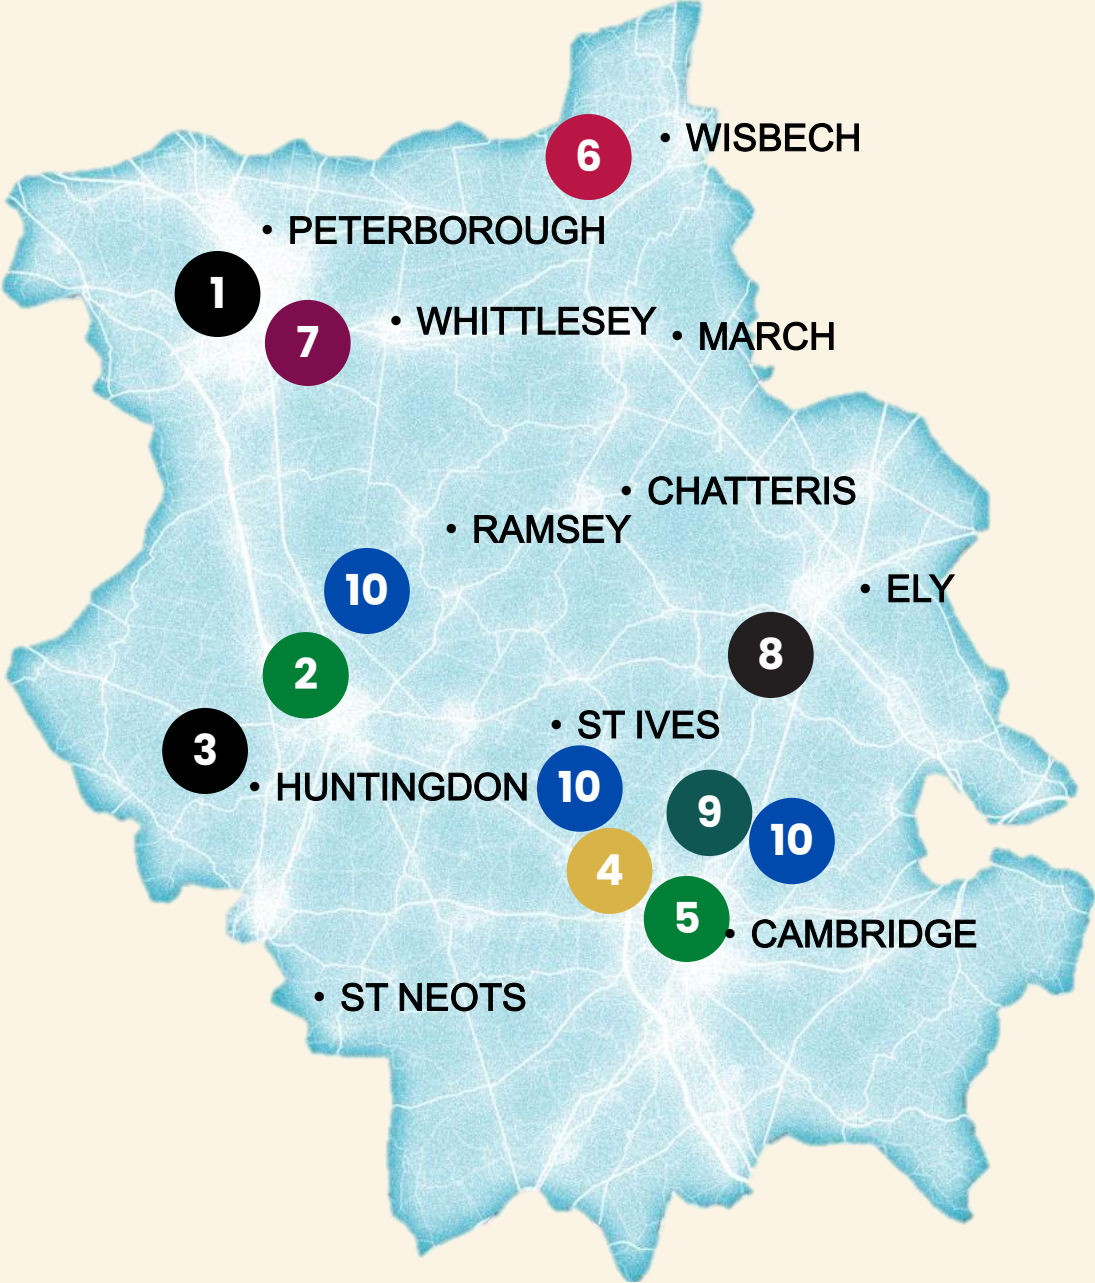 6
• WISBECH
• PETERBOROUGH
1
7
• WHITTLESEY
• MARCH
• CHATTERIS
• RAMSEY
10
• ELY
2
8
• ST IVES
3
• HUNTINGDON
10
9
10
4
5
• CAMBRIDGE
• ST NEOTS